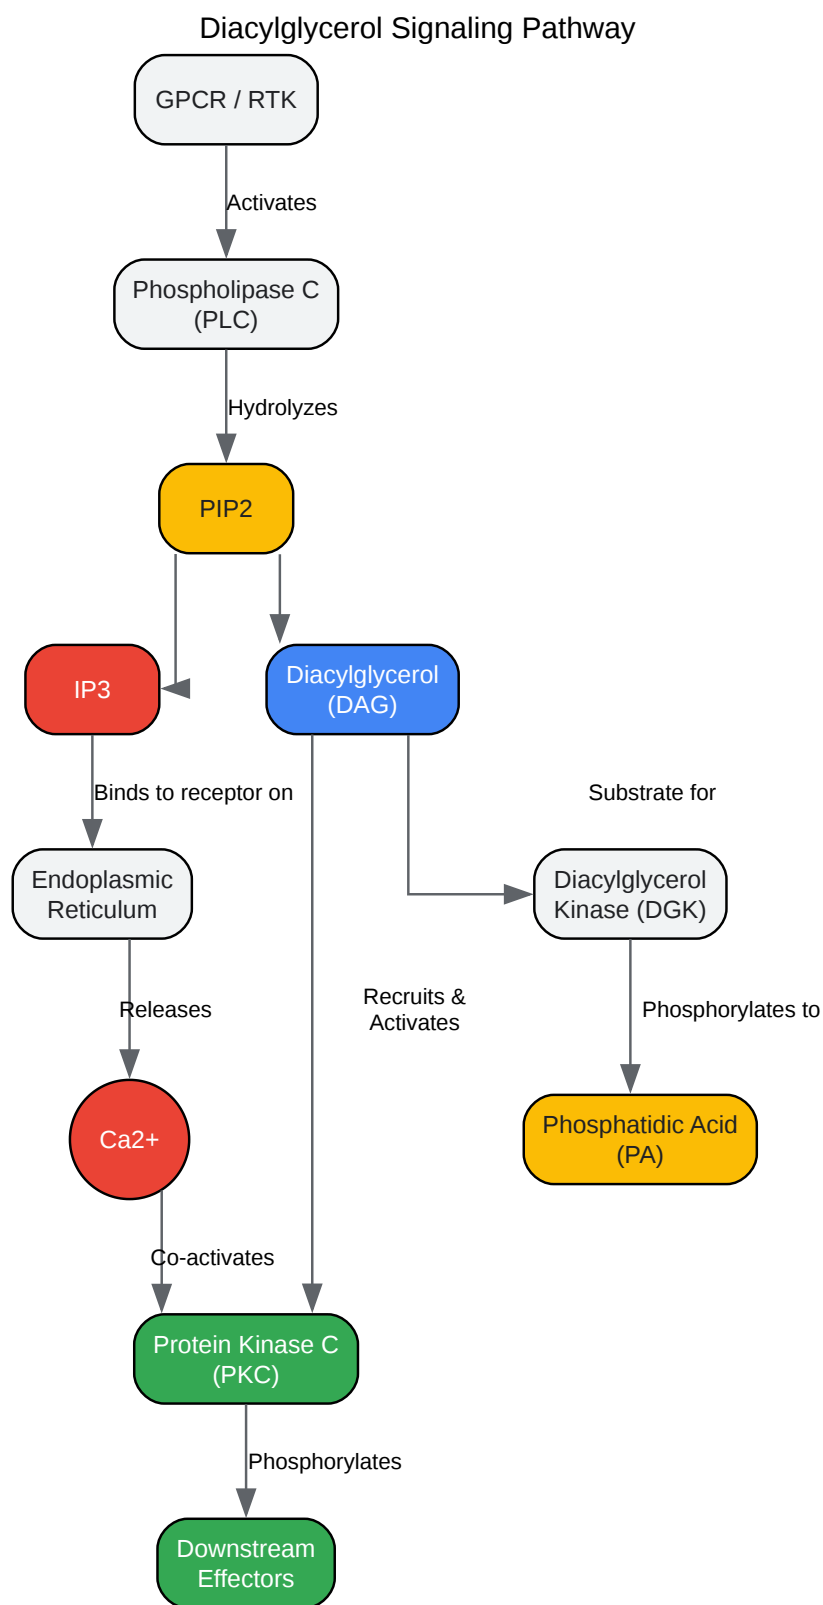 Diacylglycerol Signaling Pathway
GPCR / RTK
Activates
Phospholipase C
(PLC)
Hydrolyzes
PIP2
IP3
Diacylglycerol
(DAG)
Binds to receptor on
Substrate for
Endoplasmic
Reticulum
Diacylglycerol
Kinase (DGK)
Releases
Recruits &
Activates
Phosphorylates to
Ca2+
Phosphatidic Acid
(PA)
Co-activates
Protein Kinase C
(PKC)
Phosphorylates
Downstream
Effectors